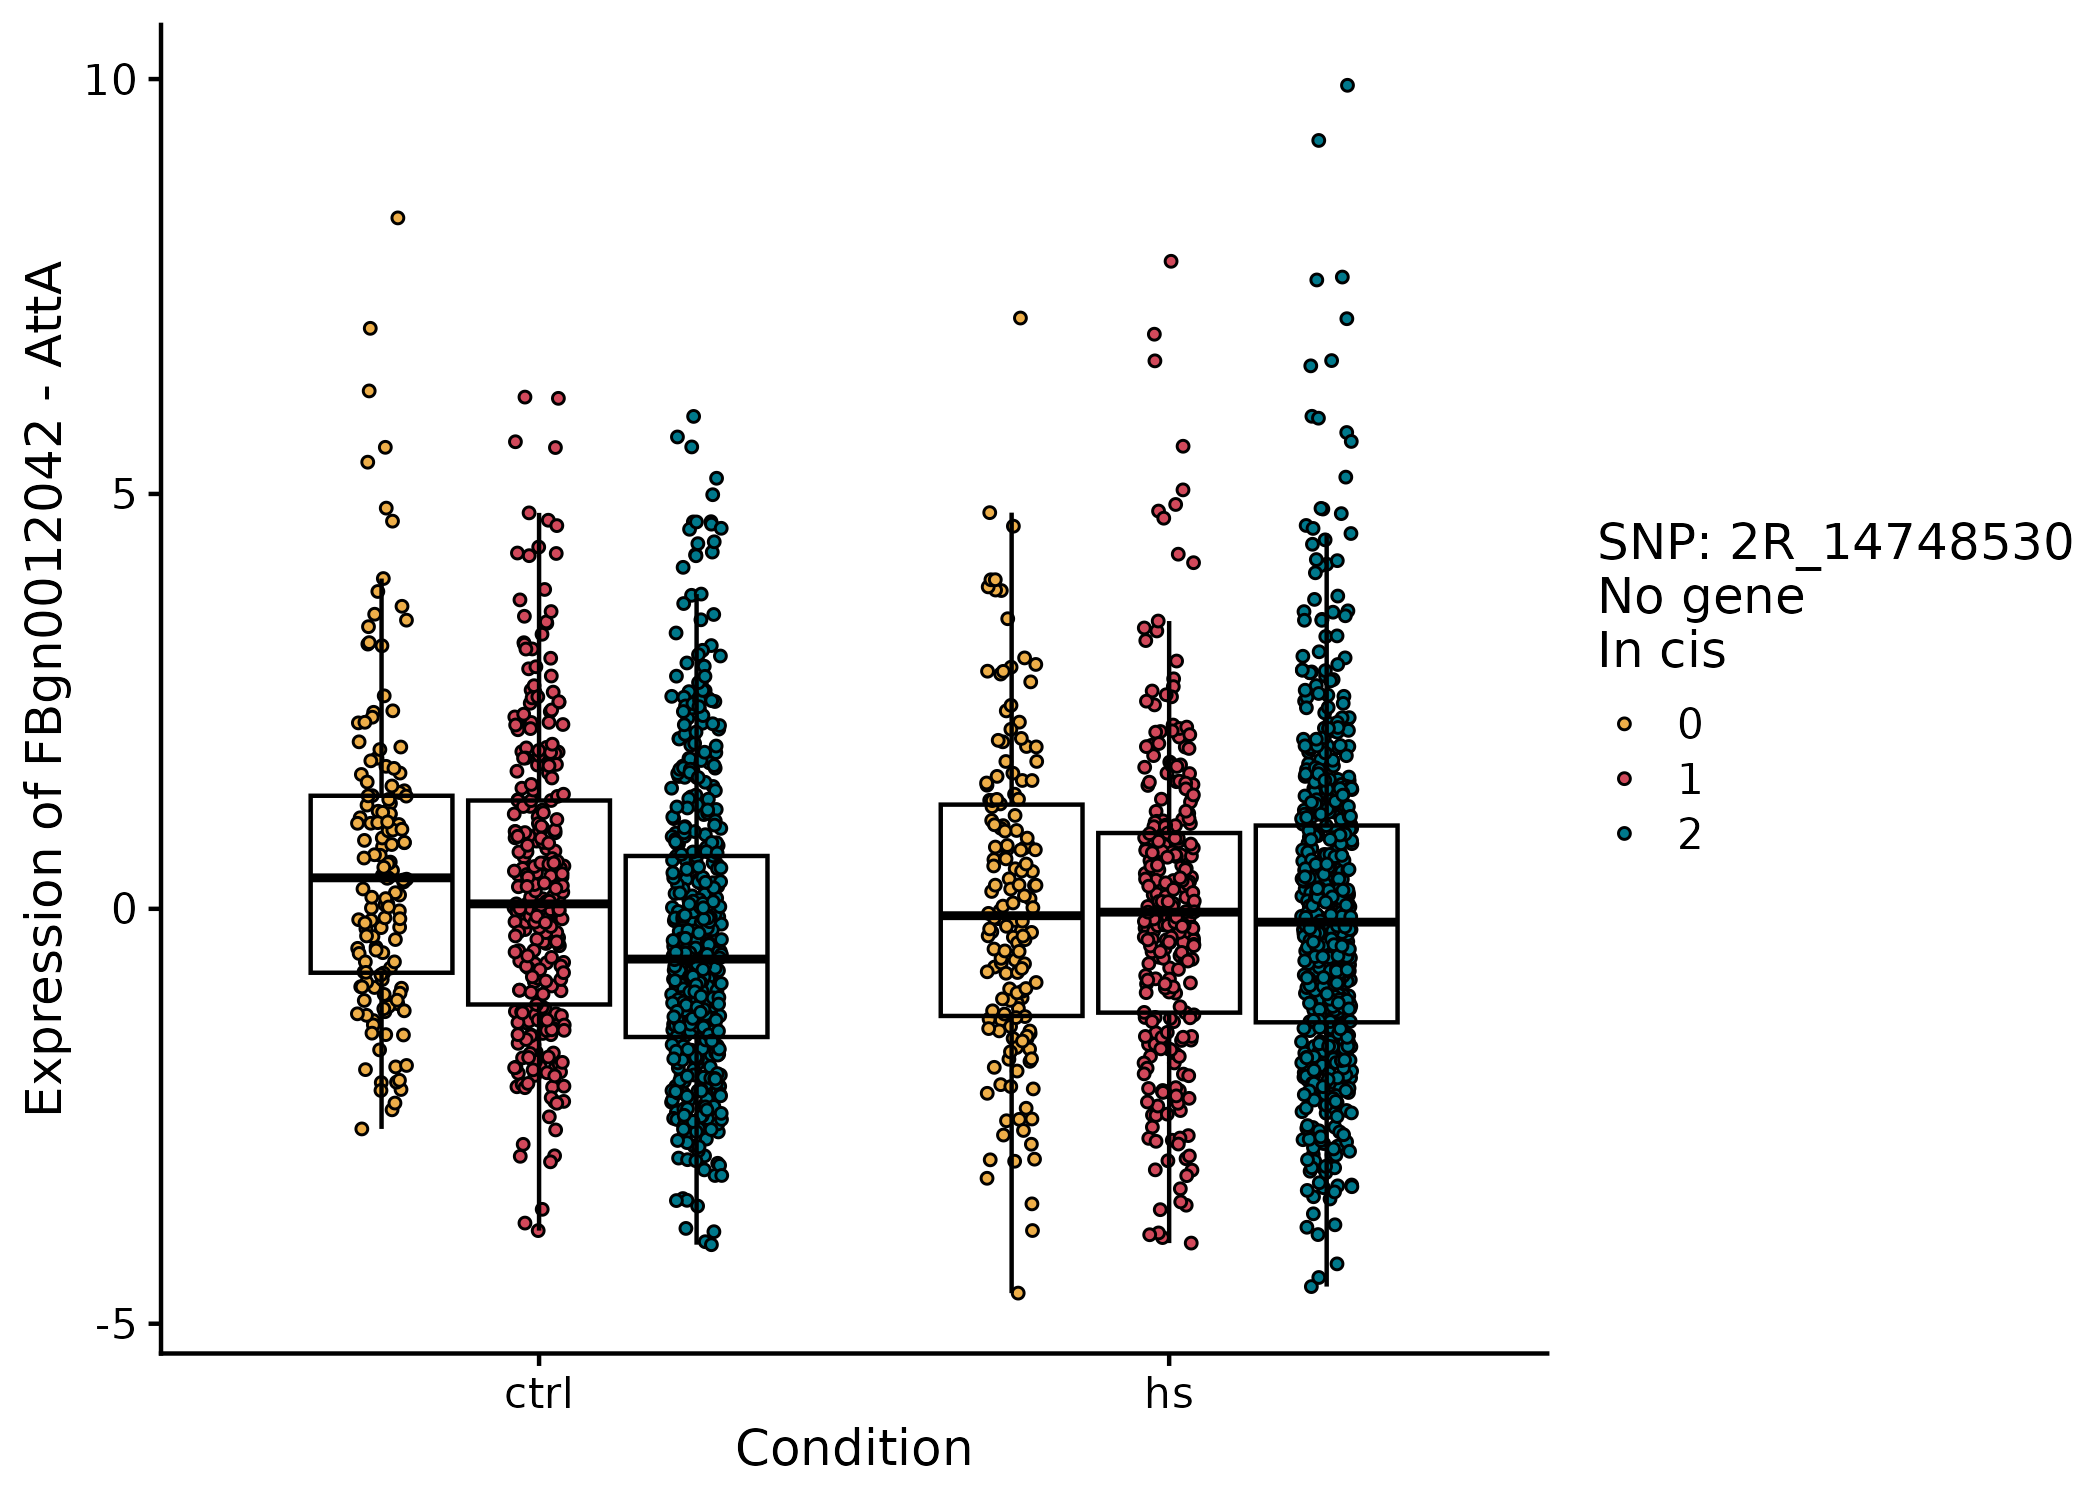 Expression of FBgn0012042 - AttA
10
5
0
-5
ctrl
hs
Condition
SNP: 2R_14748530
No gene
In cis
0
1
2